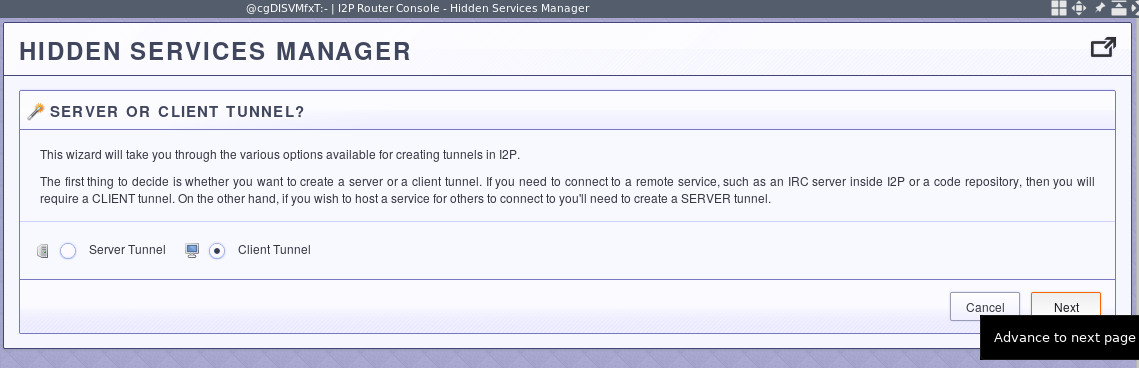 @cgDISVMfxT:~ | I2P Router Console - Hidden Services Manager
HIDDEN SERVICES MANAGER
SERVER OR CLIENT TUNNEL?
This wizard will take you through the various options available for creating tunnels in I2P.
The first thing to decide is whether you want to create a server or a client tunnel. If you need to connect to a remote service, such as an IRC server inside I2P or a code repository, then you will
require a CLIENT tunnel. On the other hand, if you wish to host a service for others to connect to you'll need to create a SERVER tunnel.
Server Tunnel Client Tunnel
Cancel Next
Advance to next page